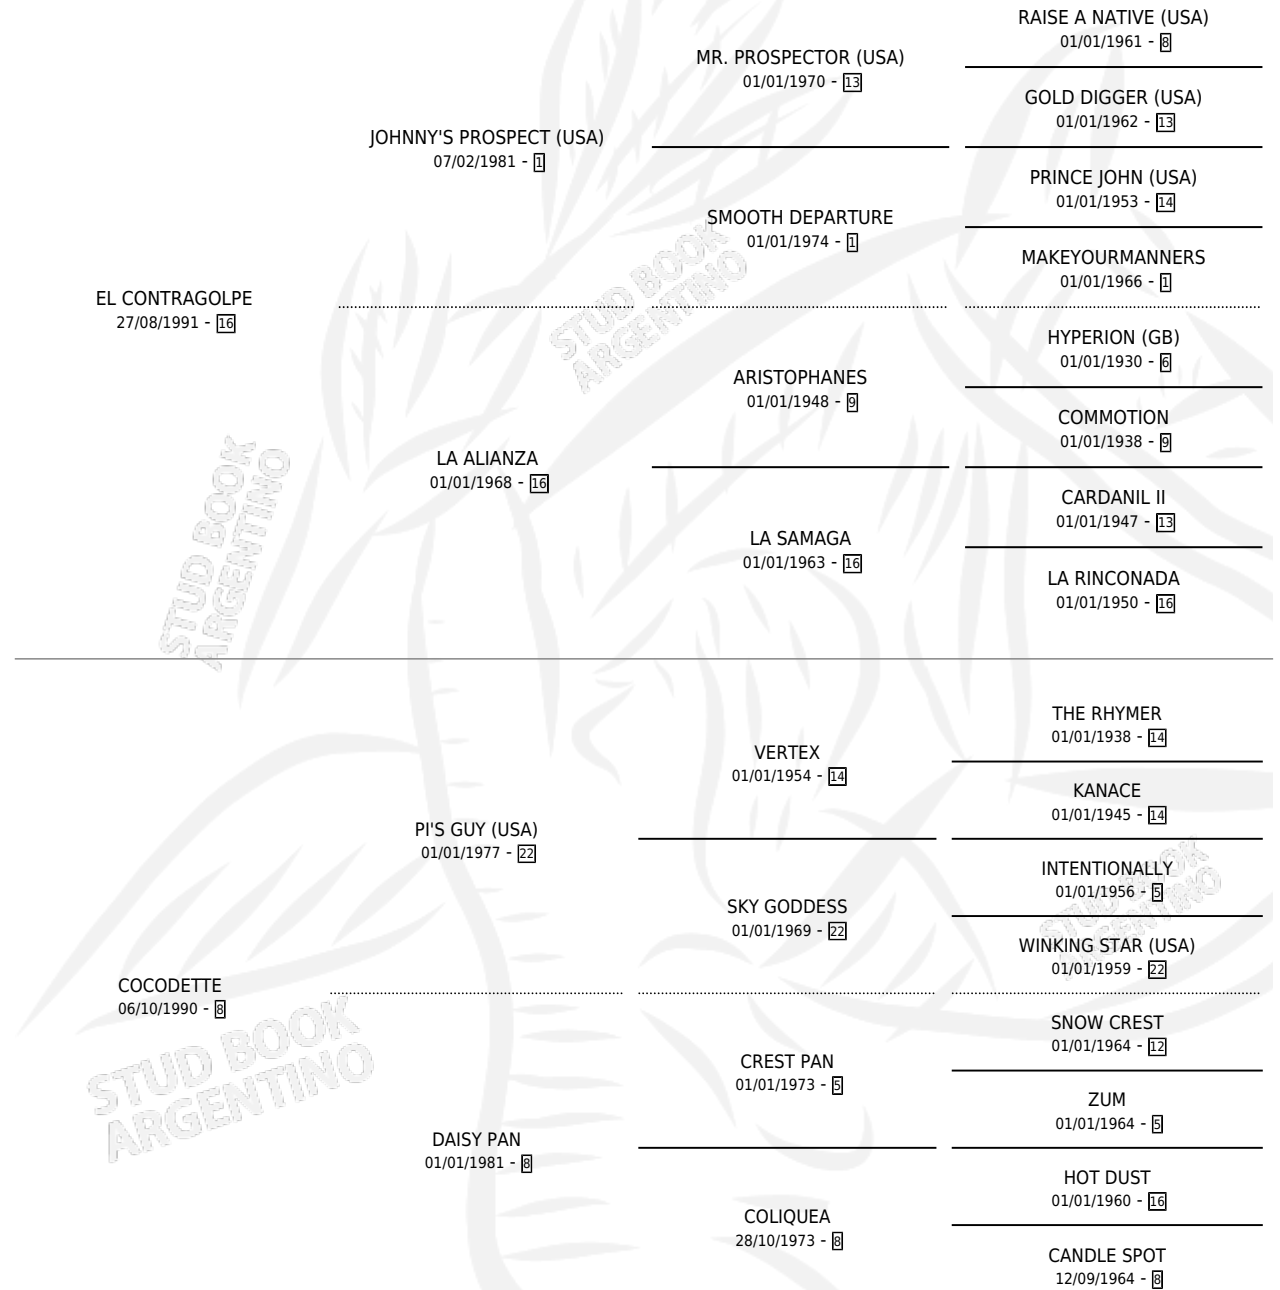 RAISE A NATIVE (USA)
01/01/1961 - 8
MR. PROSPECTOR (USA)
01/01/1970 - 13
GOLD DIGGER (USA)
01/01/1962 - 13
JOHNNY'S PROSPECT (USA)
07/02/1981 - 1
PRINCE JOHN (USA)
01/01/1953 - 14
SMOOTH DEPARTURE
01/01/1974 - 1
MAKEYOURMANNERS
01/01/1966 - 1
EL CONTRAGOLPE
27/08/1991 - 16
STUD BOOK
ARGENTINO
HYPERION (GB)
01/01/1930 - 6
ARISTOPHANES
01/01/1948 - 9
COMMOTION
01/01/1938 - 9
LA ALIANZA
01/01/1968 - 16
CARDANIL II
01/01/1947 - 13
LA SAMAGA
01/01/1963 - 16
LA RINCONADA
01/01/1950 - 16
STUD BOOK
ARGENTINO
THE RHYMER
01/01/1938 - 14
VERTEX
01/01/1954 - 14
KANACE
01/01/1945 - 14
PI'S GUY (USA)
01/01/1977 - 22
INTENTIONALLY
01/01/1956 - 5
SKY GODDESS
01/01/1969 - 22
WINKING STAR (USA)
01/01/1959 - 22
STUD BOOK
ARGENTINO
COCODETTE
06/10/1990 - 8
STUD BOOK
ARGENTINO
SNOW CREST
01/01/1964 - 12
CREST PAN
01/01/1973 - 5
ZUM
01/01/1964 - 5
DAISY PAN
01/01/1981 - 8
HOT DUST
01/01/1960 - 16
COLIQUEA
28/10/1973 - 8
CANDLE SPOT
12/09/1964 - 8